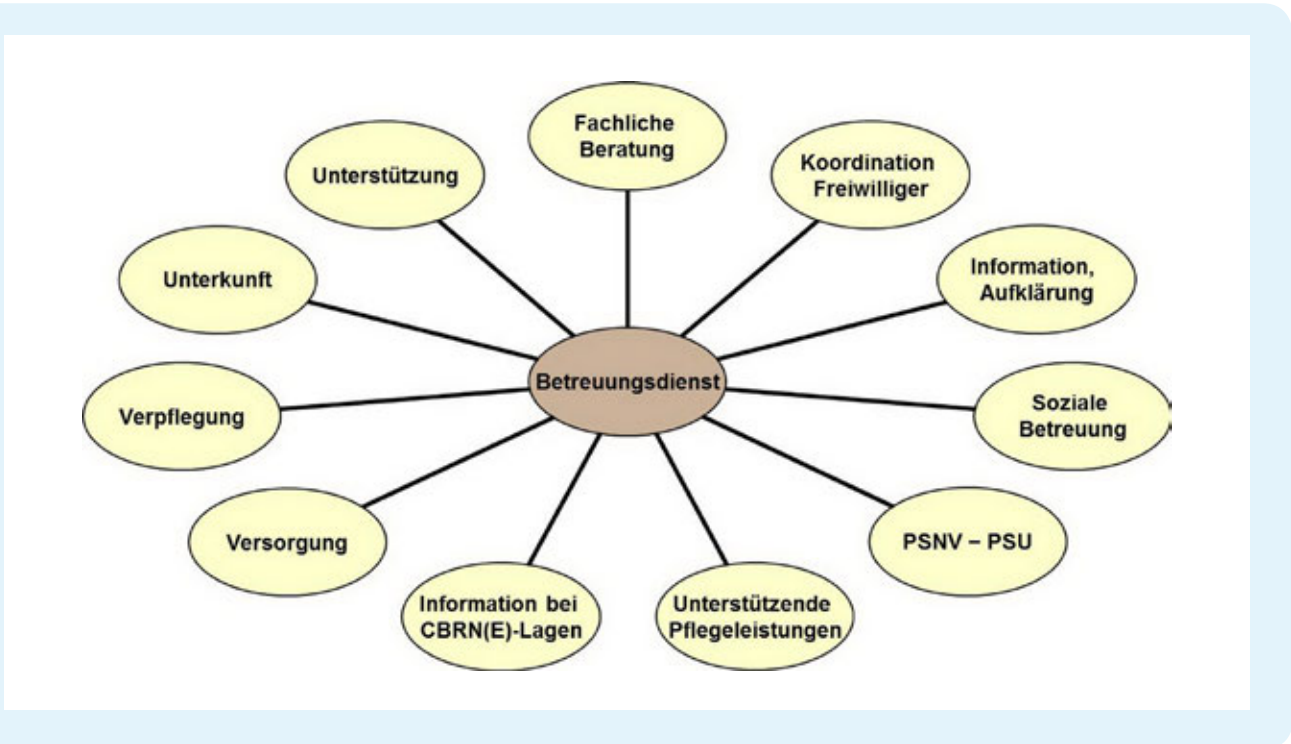 Fachliche
Beratung
Koordination
Freiwilliger
Unterstützung
Information,
Aufklärung
Unterkunft
Betreuungsdienst
Soziale
Betreuung
Verpflegung
PSNV – PSU
Versorgung
Unterstützende
Pflegeleistungen
Information bei
CBRN(E)-Lagen